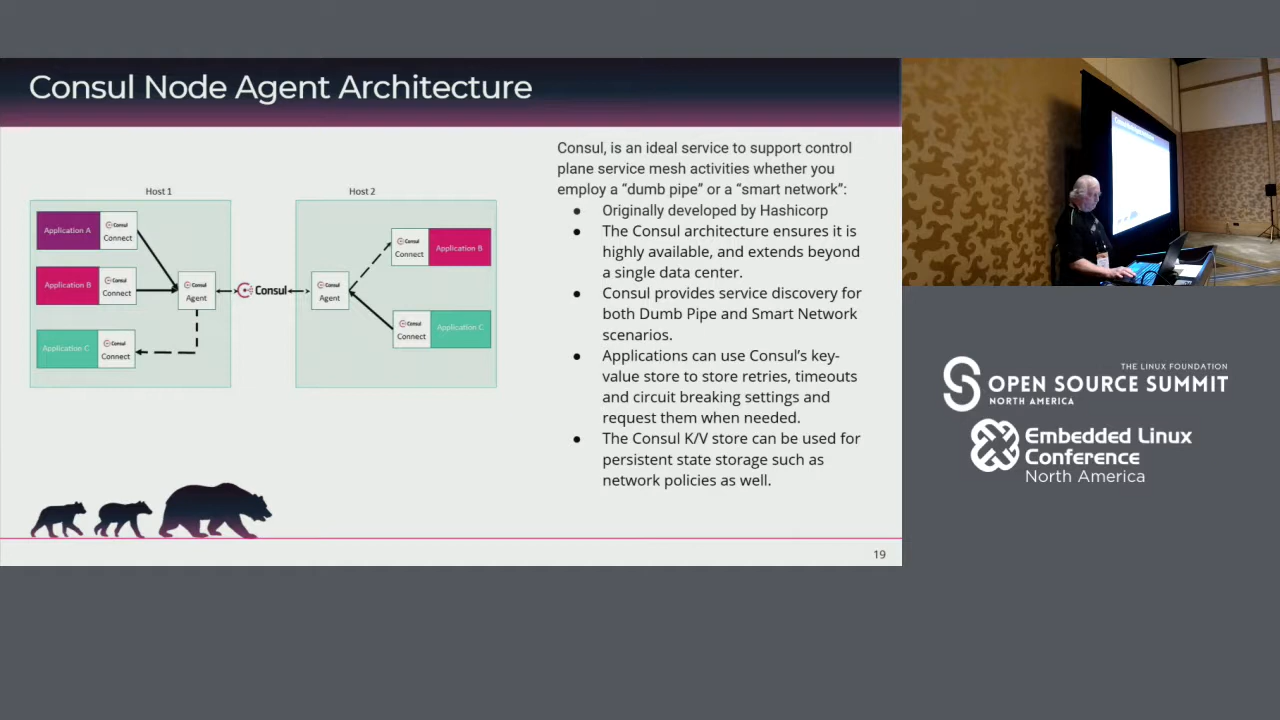 Consul Node Agent Architecture
Host 1
Host 2
Application A
Consul
Connect
Application B
Consul
Connect
Application C
Consul
Connect
Consul
Agent
Consul
Consul
Agent
Consul
Connect
Application B
Consul
Connect
Application C
Consul, is an ideal service to support control
plane service mesh activities whether you
employ a “dumb pipe” or a “smart network”:
● Originally developed by Hashicorp
● The Consul architecture ensures it is
highly available, and extends beyond
a single data center.
● Consul provides service discovery for
both Dumb Pipe and Smart Network
scenarios.
● Applications can use Consul’s key-
value store to store retries, timeouts
and circuit breaking settings and
request them when needed.
● The Consul K/V store can be used for
persistent state storage such as
network policies as well.
19
THE LINUX FOUNDATION
OPEN SOURCE SUMMIT
NORTH AMERICA
Embedded Linux
Conference
North America